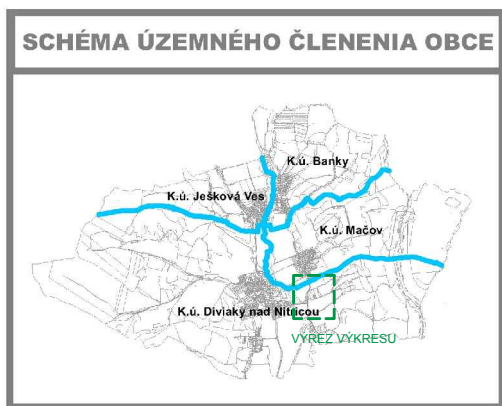 SCHÉMA ÚZEMNÉHO ČLENENIA OBCE
K.ú. Banky
K.ú. Ješková Ves
K.ú. Mačov
K.ú. Diviaky nad Nitricou
VÝREZ VÝKRESU